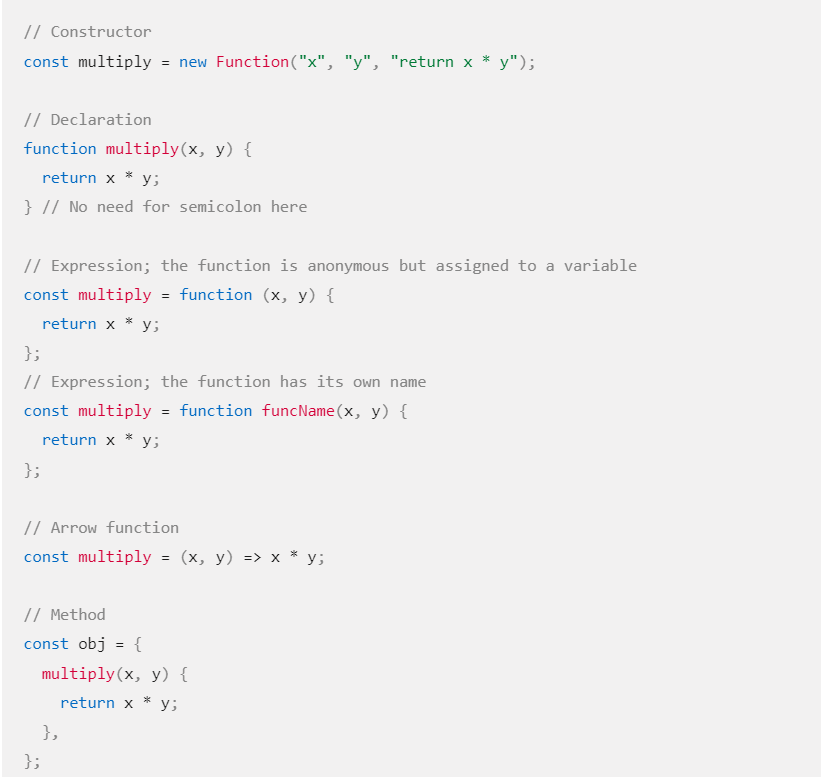 // Constructor
const multiply = new Function("x", "y", "return x * y");

// Declaration
function multiply(x, y) {
  return x * y;
} // No need for semicolon here

// Expression; the function is anonymous but assigned to a variable
const multiply = function (x, y) {
  return x * y;
};
// Expression; the function has its own name
const multiply = function funcName(x, y) {
  return x * y;
};

// Arrow function
const multiply = (x, y) => x * y;

// Method
const obj = {
  multiply(x, y) {
    return x * y;
  },
};